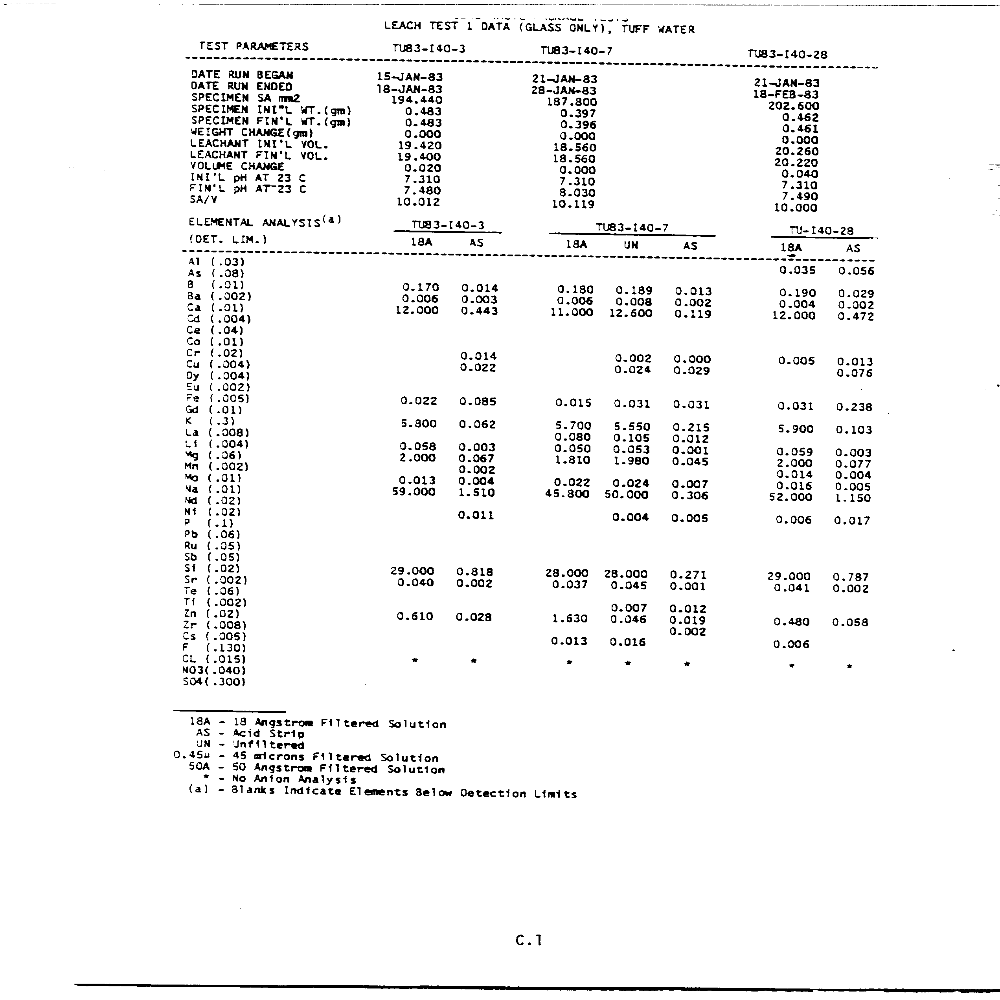 LEACH TEST 1 DATA (GLASS ONLY), TUFF WATER
TEST PARAMETERS TU83-I40-3 TU83-I40-7 TU83-I40-28
DATE RUN BEGAN 15-JAN-83 21-JAN-83 21-JAN-83
DATE RUN ENDED 18-JAN-83 28-JAN-83 18-FEB-83
SPECIMEN SA mm2 194.440 187.800 202.600
SPECIMEN INI"L WT.(gm) 0.483 0.397 0.462
SPECIMEN FIN'L WT.(gm) 0.483 0.396 0.461
WEIGHT CHANGE(gm) 0.000 0.000 0.000
LEACHANT INI'L VOL. 19.420 18.560 20.260
LEACHANT FIN'L VOL. 19.400 18.560 20.220
VOLUME CHANGE 0.020 0.000 0.040
INI'L pH AT 23 C 7.310 7.310 7.310
FIN'L pH AT 23 C 7.480 8.030 7.490
SA/V 10.012 10.119 10.000
ELEMENTAL ANALYSIS(a) TU83-I40-3 TU83-I40-7 TU-I40-28
(DET. LIM.) 18A AS 18A UN AS 18A AS
Al (.03) 0.035 0.056
As (.08)
B (.01) 0.170 0.014 0.180 0.189 0.013 0.190 0.029
Ba (.002) 0.006 0.003 0.006 0.008 0.002 0.004 0.002
Ca (.01) 12.000 0.443 11.000 12.600 0.119 12.000 0.472
Cd (.004)
Ce (.04)
Co (.01)
Cr (.02) 0.014 0.002 0.000 0.005 0.013
Cu (.004) 0.022 0.024 0.029 0.076
Dy (.004)
Eu (.002)
Fe (.005) 0.022 0.085 0.015 0.031 0.031 0.031 0.238
Gd (.01)
K (.3) 5.800 0.062 5.700 5.550 0.215 5.900 0.103
La (.008) 0.080 0.105 0.012
Li (.004) 0.058 0.003 0.050 0.053 0.001 0.059 0.003
Mg (.06) 2.000 0.067 1.810 1.980 0.045 2.000 0.077
Mn (.002) 0.002 0.014 0.004
Mo (.01) 0.013 0.004 0.022 0.024 0.007 0.016 0.005
Na (.01) 59.000 1.510 45.800 50.000 0.306 52.000 1.150
Nd (.02)
Ni (.02) 0.011 0.004 0.005 0.006 0.017
P (.1)
Pb (.06)
Ru (.05)
Sb (.05)
Si (.02) 29.000 0.818 28.000 28.000 0.271 29.000 0.787
Sr (.002) 0.040 0.002 0.037 0.045 0.001 0.041 0.002
Te (.06)
Ti (.002) 0.007 0.012
Zn (.02) 0.610 0.028 1.630 0.046 0.019 0.480 0.058
Zr (.008) 0.002
Cs (.005) 0.013 0.016 0.006
F (.130)
CL (.015) * * * * * * *
NO3(.040)
SO4(.300)
18A - 18 Angstrom Filtered Solution
AS - Acid Strip
UN - Unfiltered
0.45µ - 45 microns Filtered Solution
50A - 50 Angstrom Filtered Solution
* - No Anion Analysis
(a) - Blanks Indicate Elements Below Detection Limits
C.1